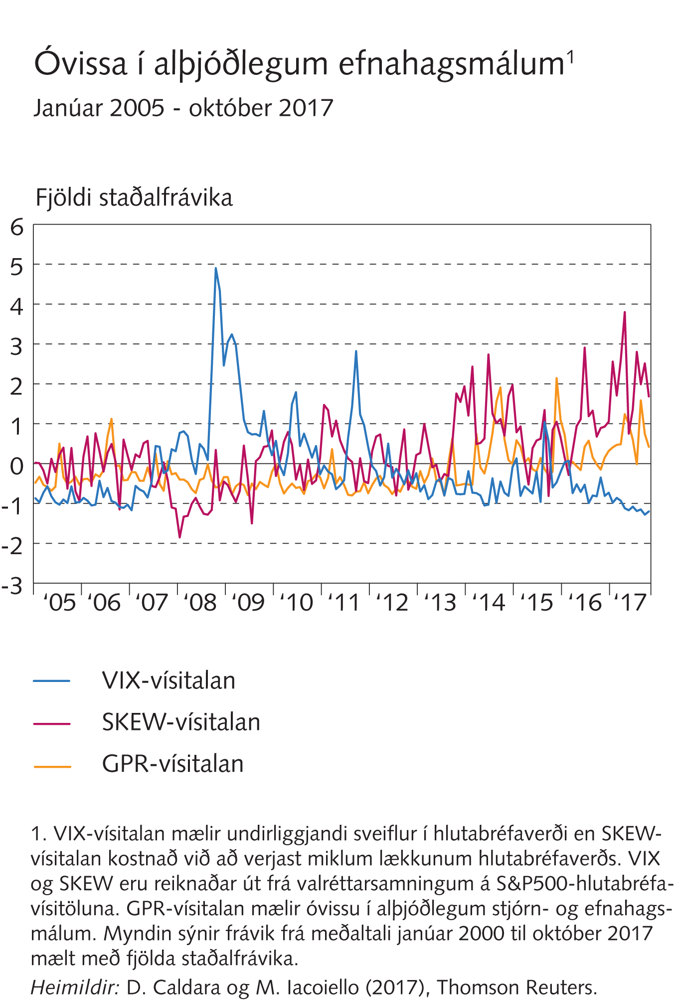 Óvissa í alþjóðlegum efnahagsmálum¹
Janúar 2005 - október 2017
Fjöldi staðalfrávika
6
5
4
3
2
1
0
-1
-2
-3
‘05 ‘06 ‘07 ‘08 ‘09 ‘10 ‘11 ‘12 ‘13 ‘14 ‘15 ‘16 ‘17
VIX-vísitalan
SKEW-vísitalan
GPR-vísitalan
1. VIX-vísitalan mælir undirliggjandi sveiflur í hlutabréfaverði en SKEW-
vísitalan kostnað við að verjast miklum lækkunum hlutabréfaverðs. VIX
og SKEW eru reiknaðar út frá valréttarsamningum á S&P500-hlutabréfa-
vísitöluna. GPR-vísitalan mælir óvissu í alþjóðlegum stjórn- og efnahags-
málum. Myndin sýnir frávik frá meðaltali janúar 2000 til október 2017
mælt með fjölda staðalfrávika.
Heimildir: D. Caldara og M. Iacoiello (2017), Thomson Reuters.